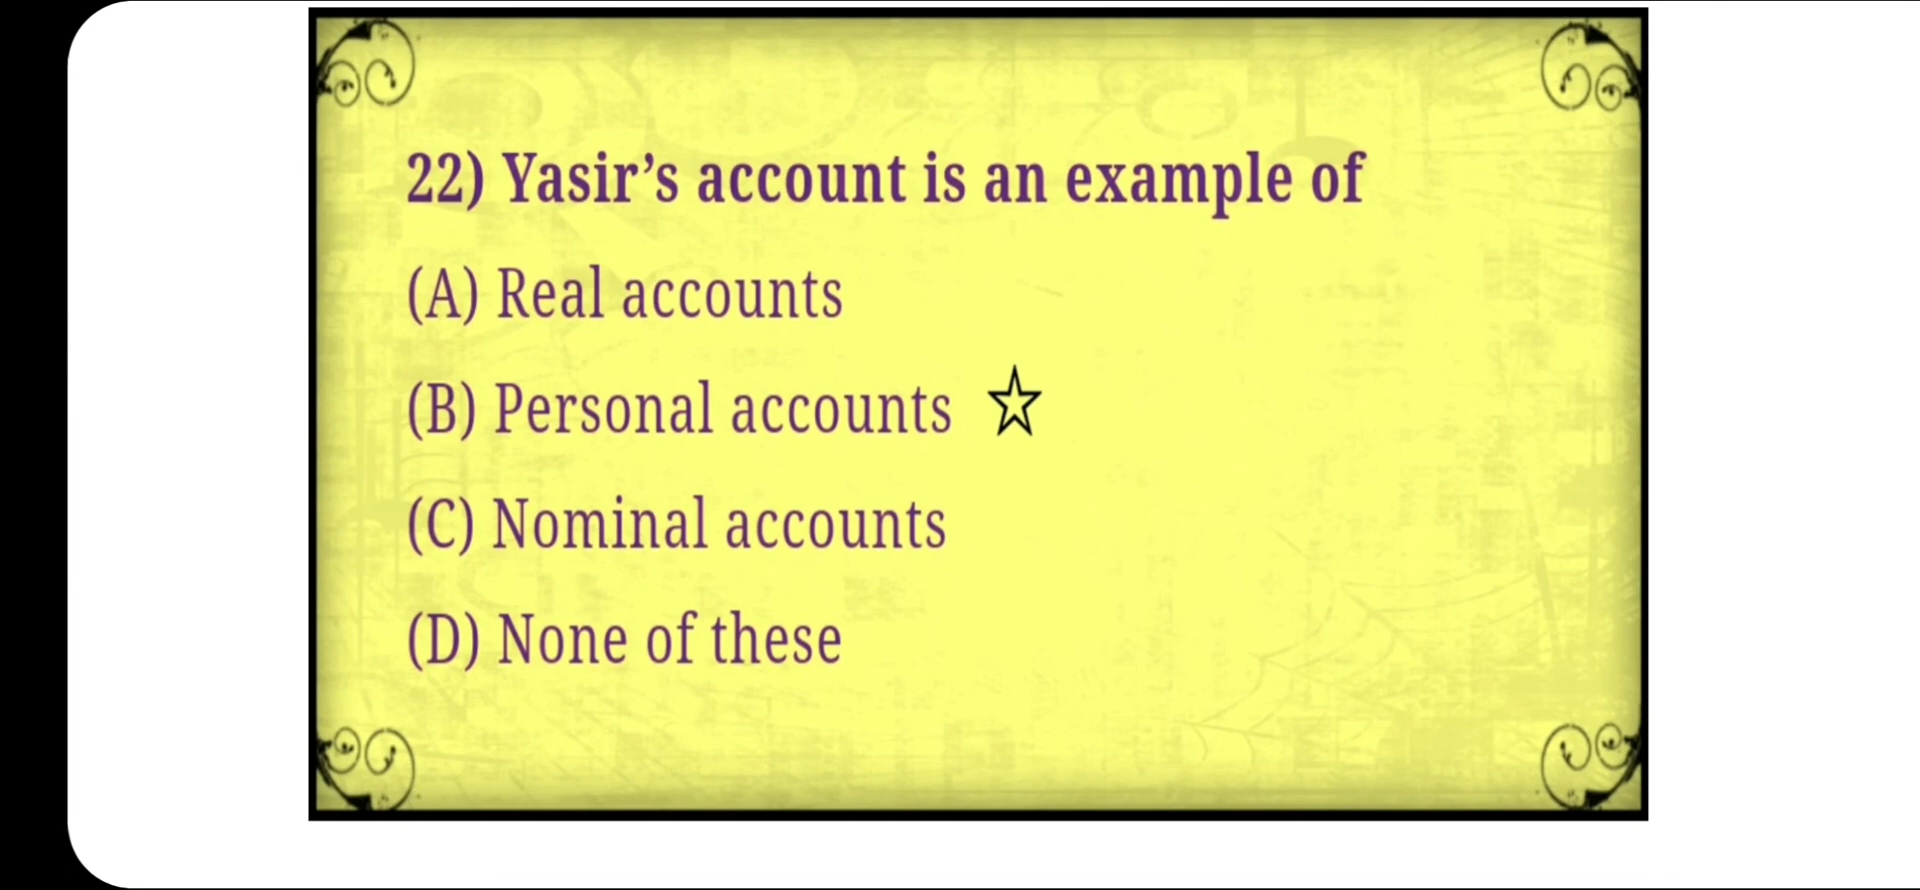 22) Yasir’s account is an example of
(A) Real accounts
(B) Personal accounts ☆
(C) Nominal accounts
(D) None of these